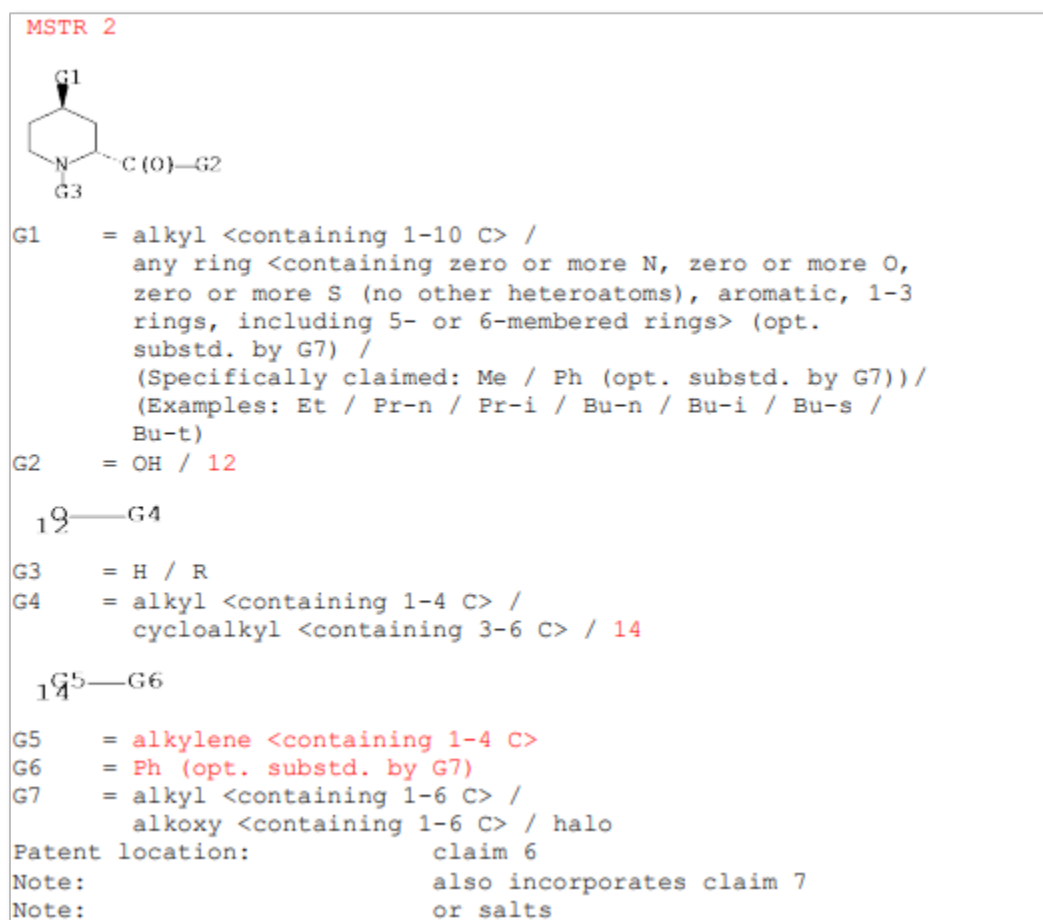 MSTR 2
G1
N
C(O)—G2
G3
G1 = alkyl <containing 1-10 C> /
any ring <containing zero or more N, zero or more O,
zero or more S (no other heteroatoms), aromatic, 1-3
rings, including 5- or 6-membered rings> (opt.
substd. by G7) /
(Specifically claimed: Me / Ph (opt. substd. by G7))/
(Examples: Et / Pr-n / Pr-i / Bu-n / Bu-i / Bu-s /
Bu-t)
G2 = OH / 12
12 O—G4
G3 = H / R
G4 = alkyl <containing 1-4 C> /
cycloalkyl <containing 3-6 C> / 14
14 G5—G6
G5 = alkylene <containing 1-4 C>
G6 = Ph (opt. substd. by G7)
G7 = alkyl <containing 1-6 C> /
alkoxy <containing 1-6 C> / halo
Patent location: claim 6
Note: also incorporates claim 7
Note: or salts